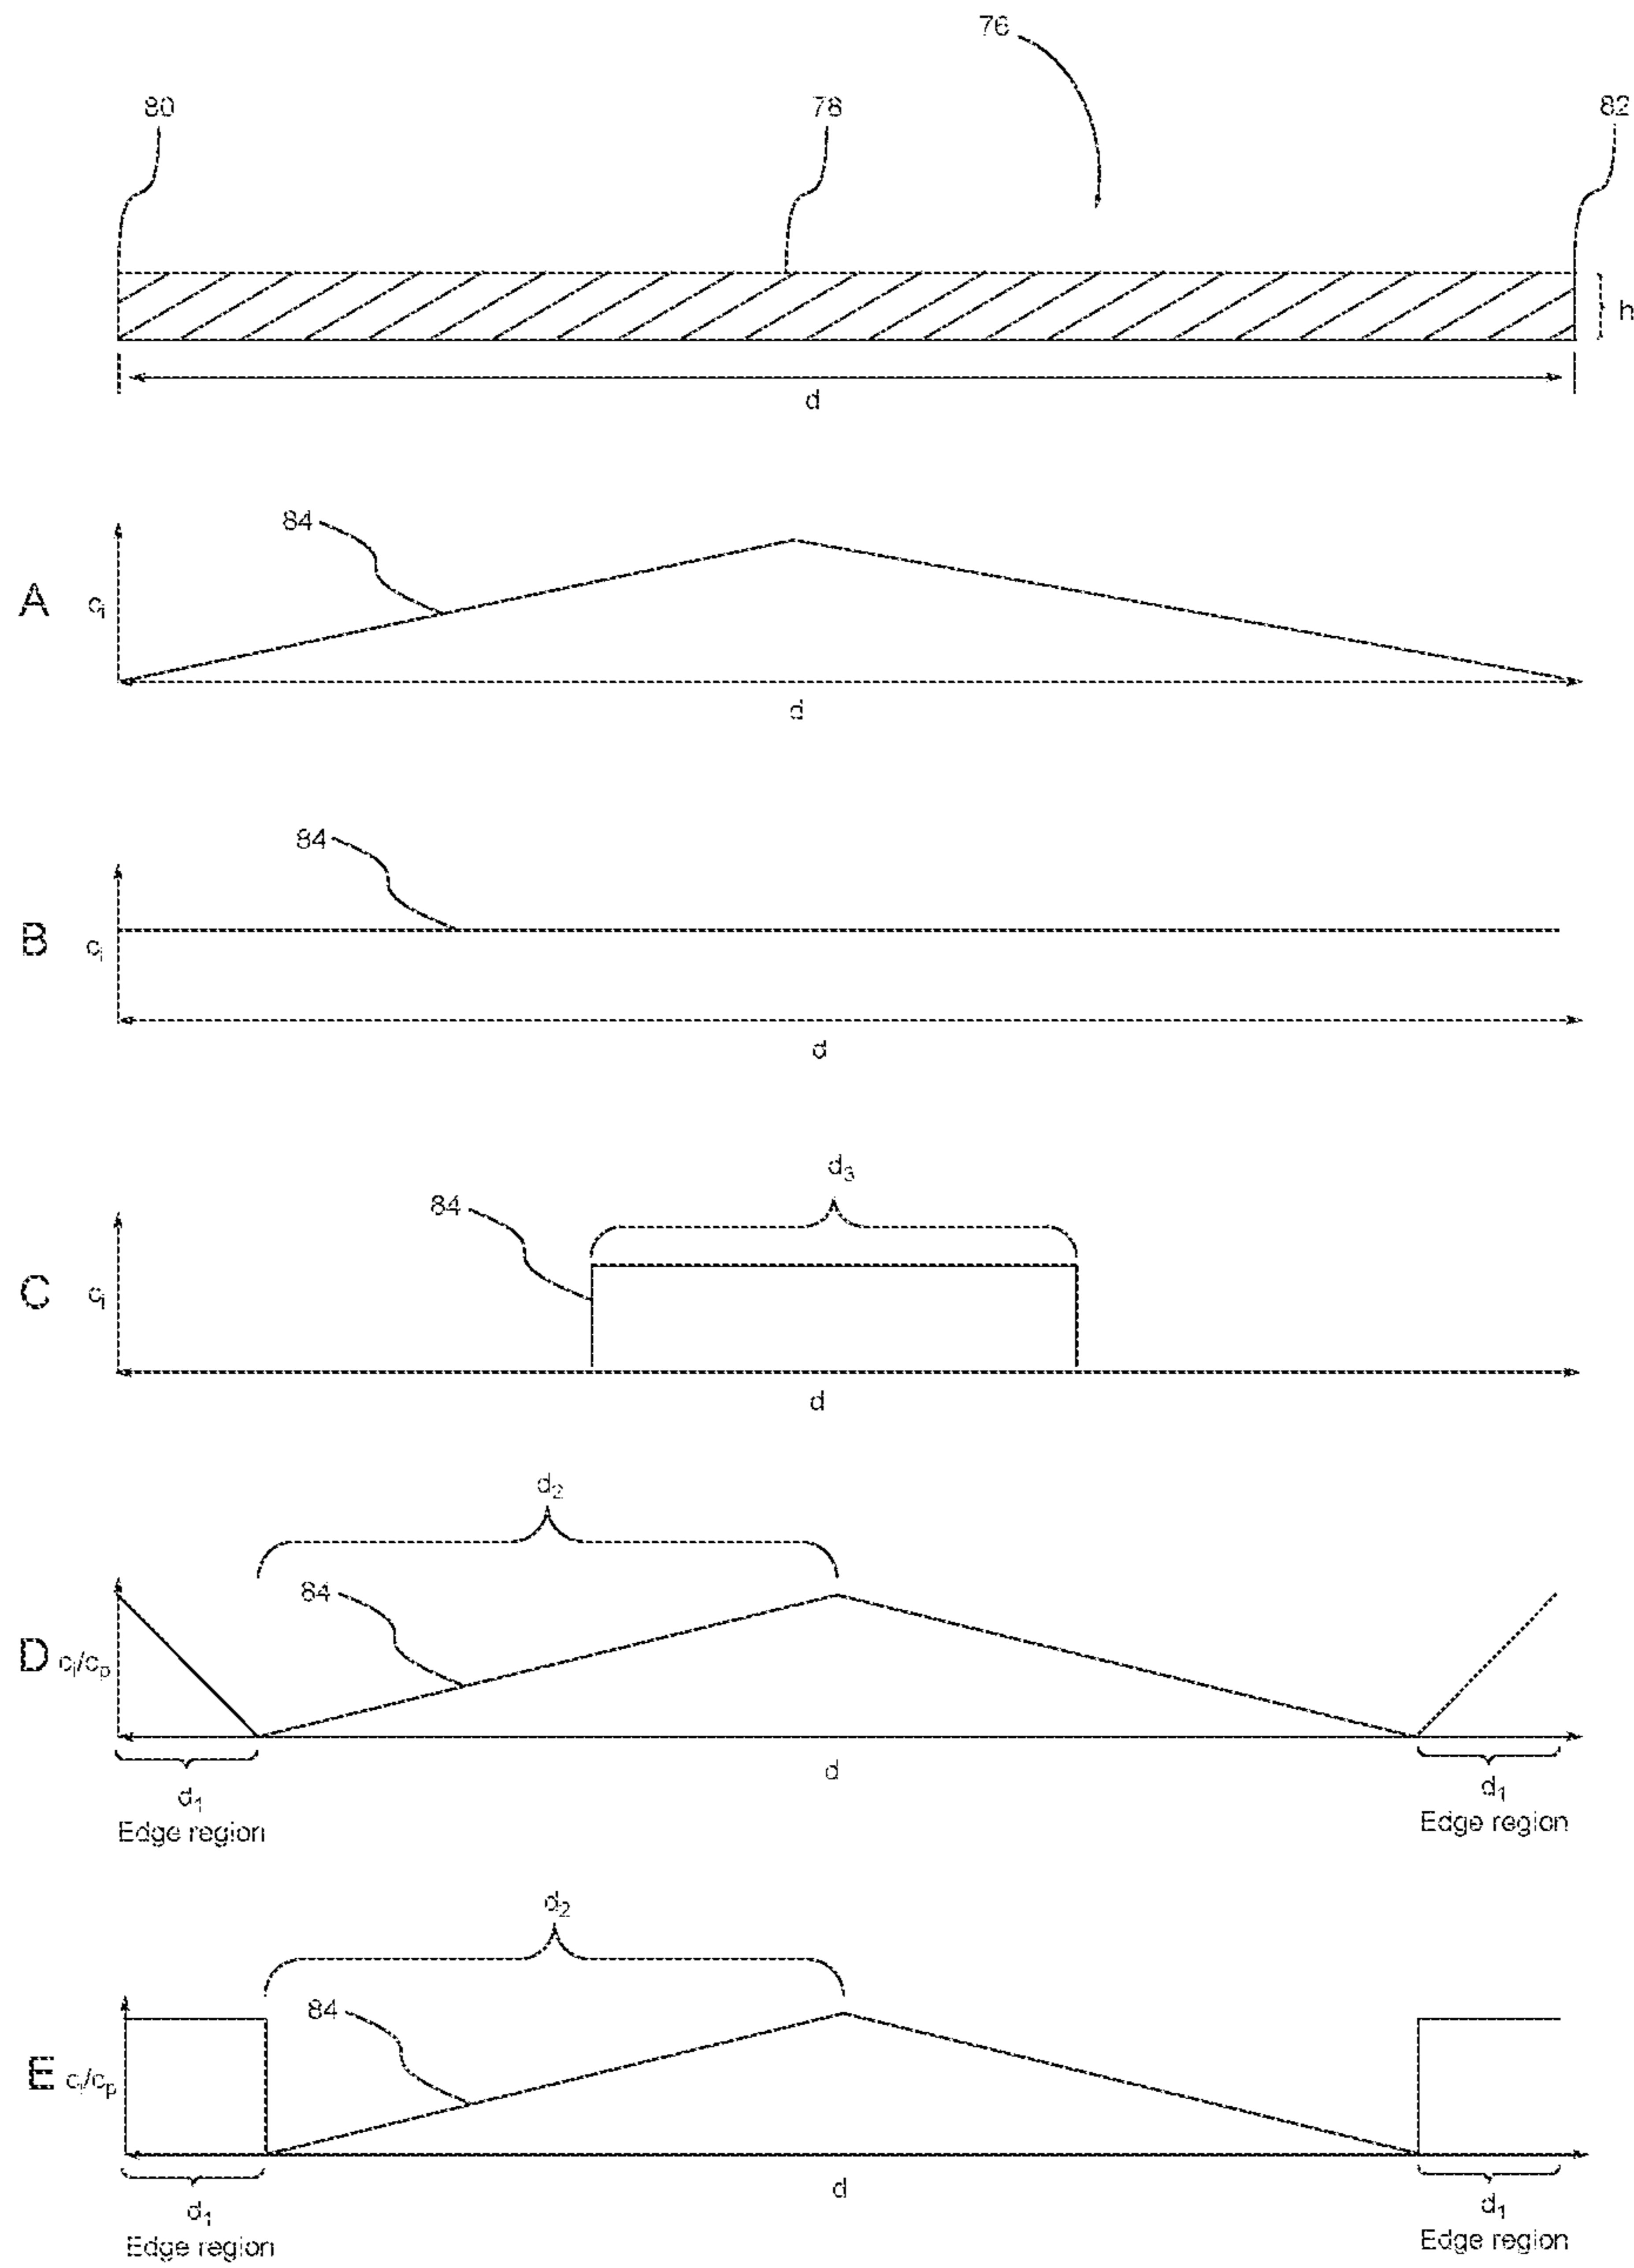 76
80
78
82
h
d
84
A
cᵢ
d
84
B
cᵢ
d
d₃
84
C
cᵢ
d
d₂
84
D
cᵢ/cₚ
d₁
Edge region
d
d₁
Edge region
d₂
84
E
cᵢ/cₚ
d₁
Edge region
d
d₁
Edge region